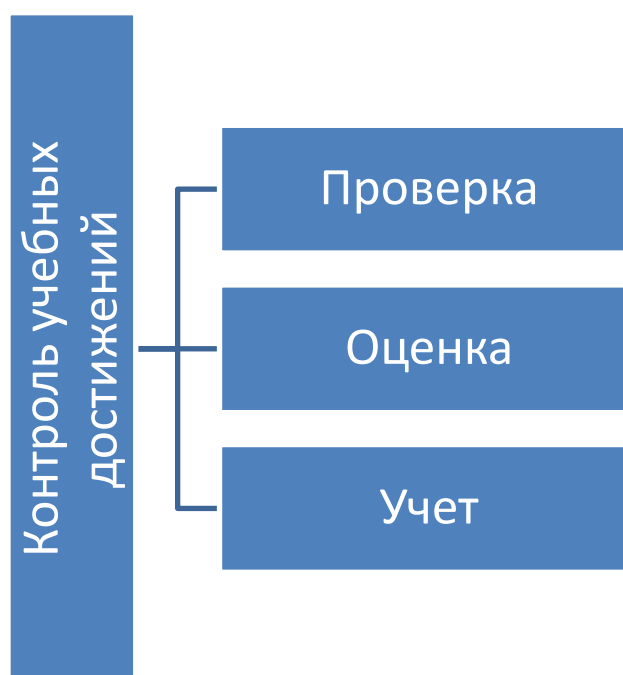 Контроль учебных
достижений
Проверка
Оценка
Учет